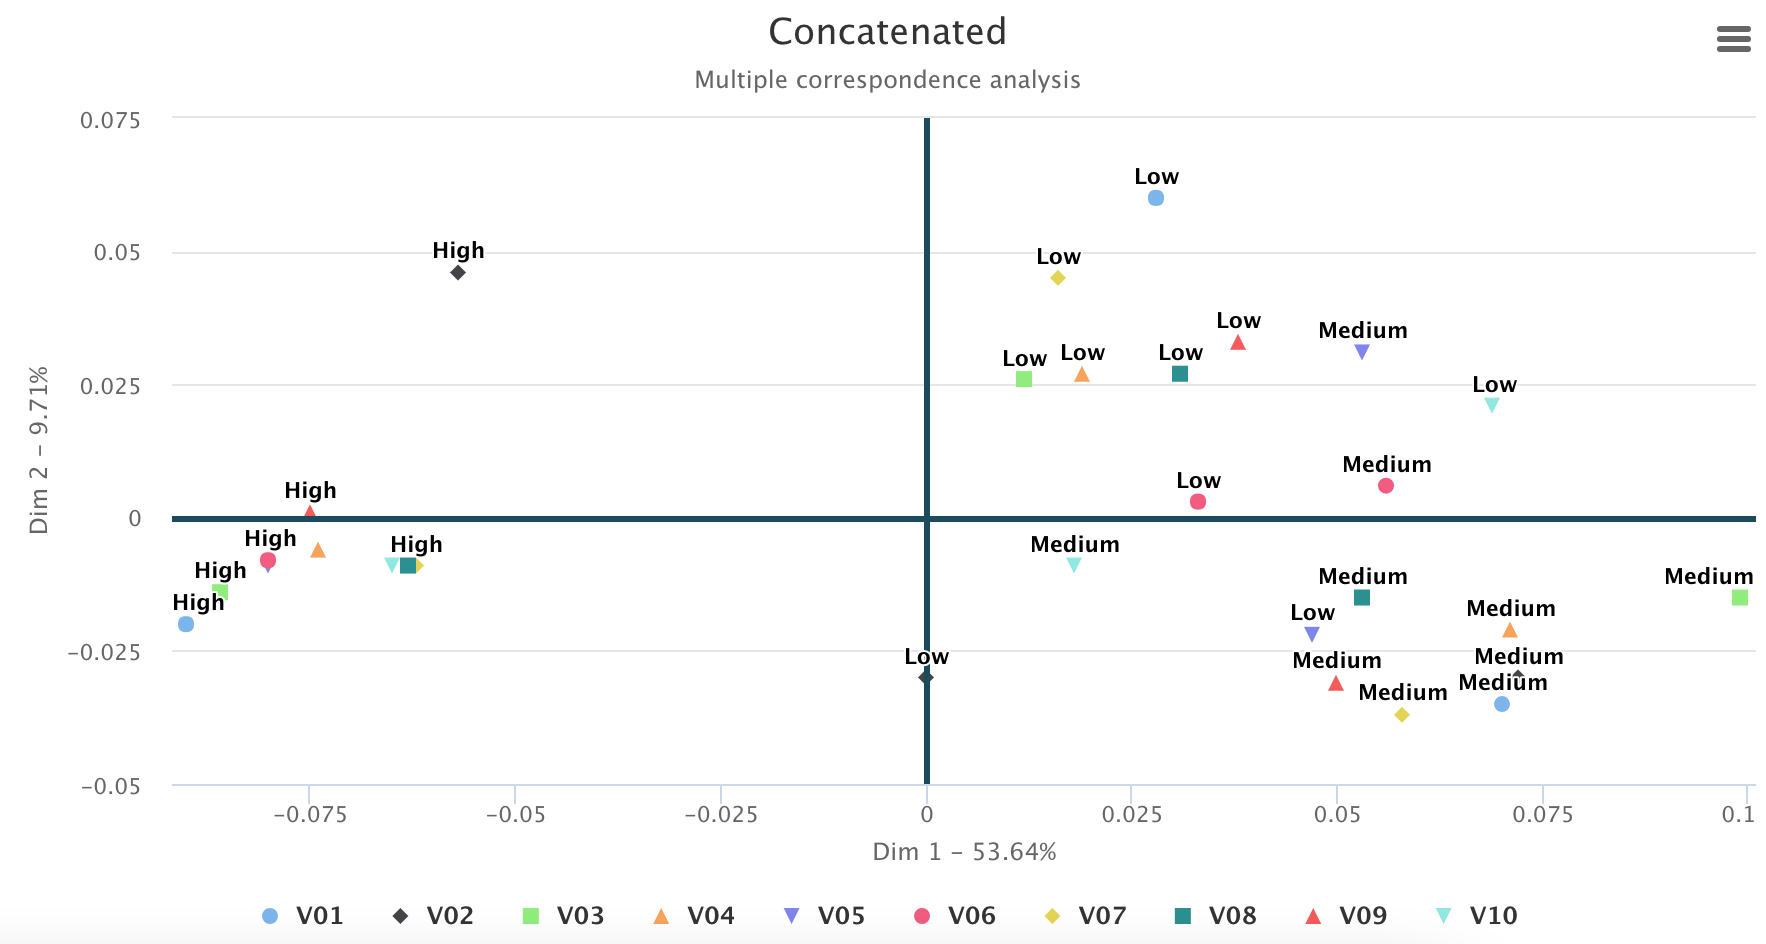 Concatenated
Multiple correspondence analysis
0.075
Low
High
0.05
Low
Low
Medium
Low
Low
Low
0.025
Low
Medium
Low
High
0
High
High
Medium
High
Medium
Medium
High
Low
Medium
−0.025
Low
Medium
Medium
Medium
Medium
−0.05
Dim 2 – 9.71%
−0.075
−0.05
−0.025
0
0.025
0.05
0.075
0.1
Dim 1 – 53.64%
V01
V02
V03
V04
V05
V06
V07
V08
V09
V10